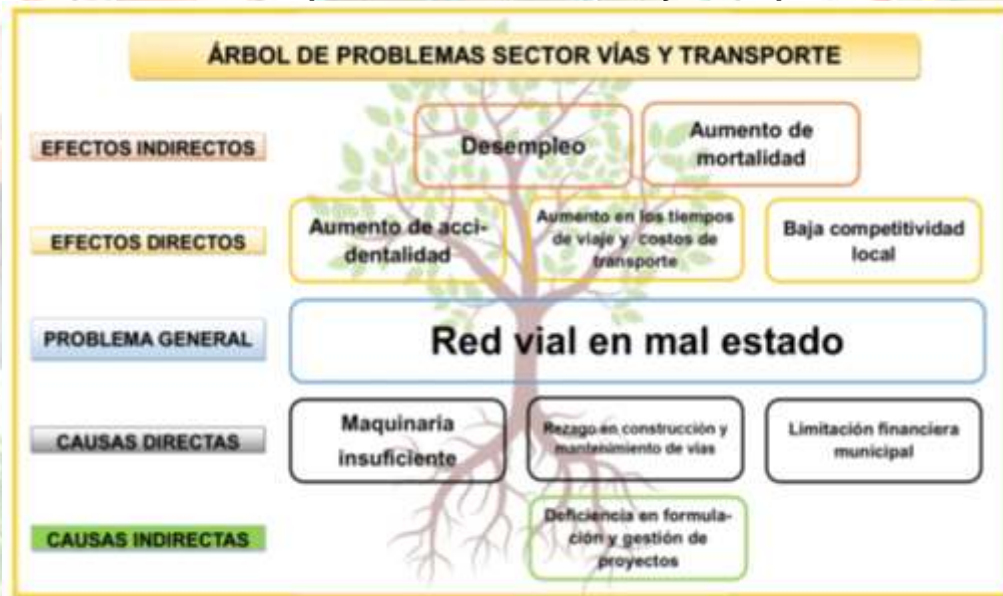 ÁRBOL DE PROBLEMAS SECTOR VÍAS Y TRANSPORTE
EFECTOS INDIRECTOS
Desempleo
Aumento de
mortalidad
EFECTOS DIRECTOS
Aumento de acci-
dentalidad
Aumento en los tiempos
de viaje y costos de
transporte
Baja competitividad
local
PROBLEMA GENERAL
Red vial en mal estado
CAUSAS DIRECTAS
Maquinaria
insuficiente
Rezago en construcción y
mantenimiento de vías
Limitación financiera
municipal
CAUSAS INDIRECTAS
Deficiencia en formula-
ción y gestión de
proyectos